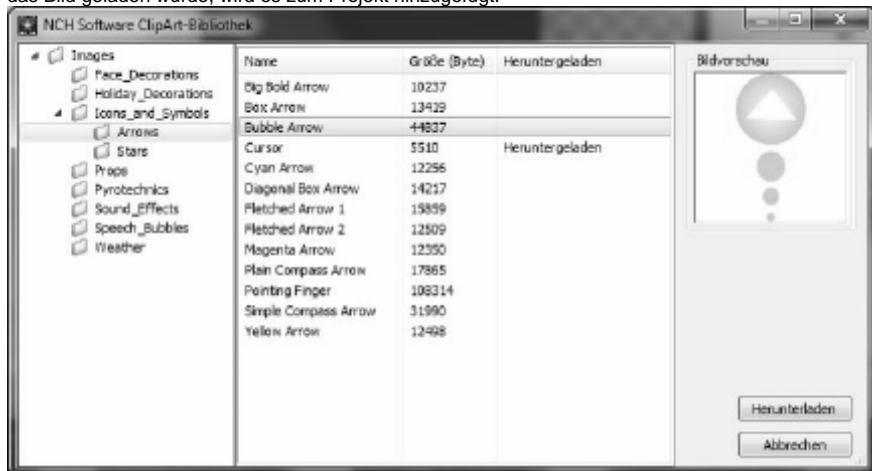 das Bild geladen wurde, wird es zum Projekt hinzugefügt.
NCH Software ClipArt-Bibliothek
Images
Face_Decorations
Holiday_Decorations
Icons_and_Symbols
Arrows
Stars
Props
Pyrotechnics
Sound_Effects
Speech_Bubbles
Weather
Name Größe (Byte) Heruntergeladen
Big Bold Arrow 10237
Box Arrow 13419
Bubble Arrow 44837
Cursor 5510 Heruntergeladen
Cyan Arrow 12256
Diagonal Box Arrow 14217
Fletched Arrow 1 15859
Fletched Arrow 2 12509
Magenta Arrow 12350
Plain Compass Arrow 17865
Pointing Finger 108314
Simple Compass Arrow 31990
Yellow Arrow 12498
Bildvorschau
Herunterladen
Abbrechen